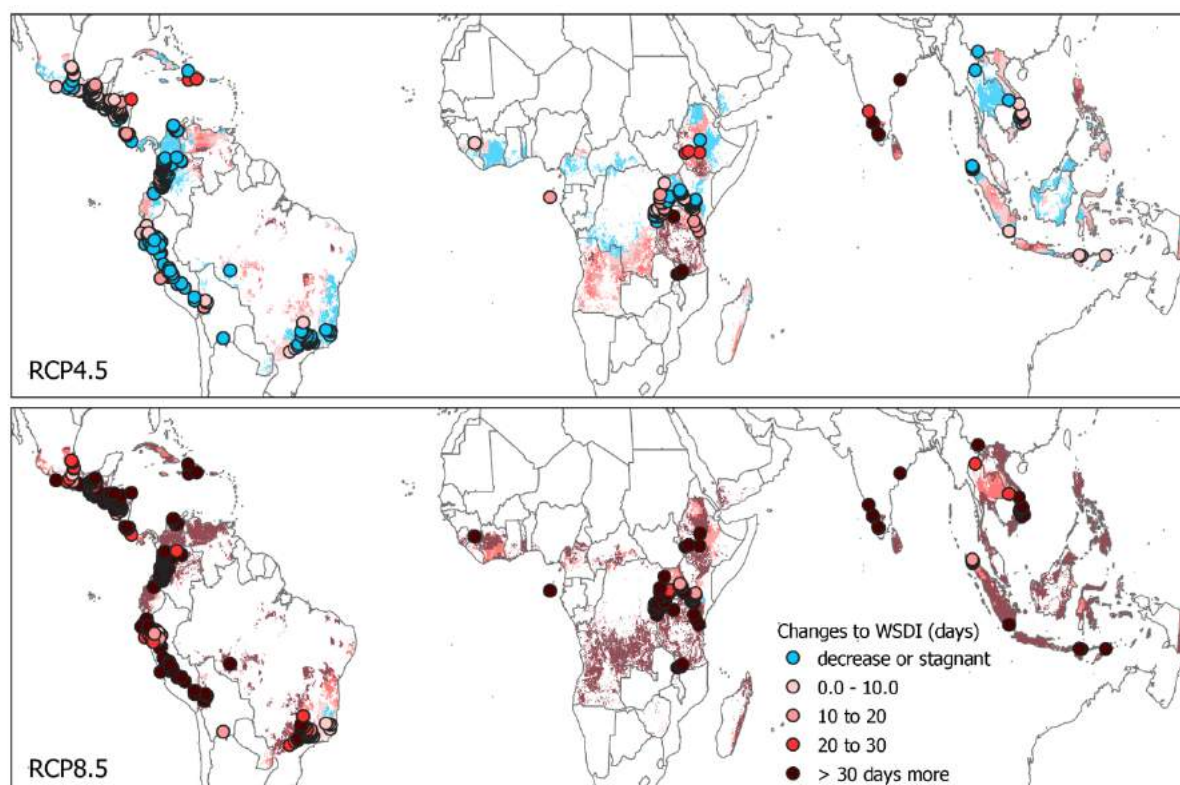 RCP4.5
Changes to WSDI (days)
decrease or stagnant
0.0 - 10.0
10 to 20
20 to 30
> 30 days more
RCP8.5